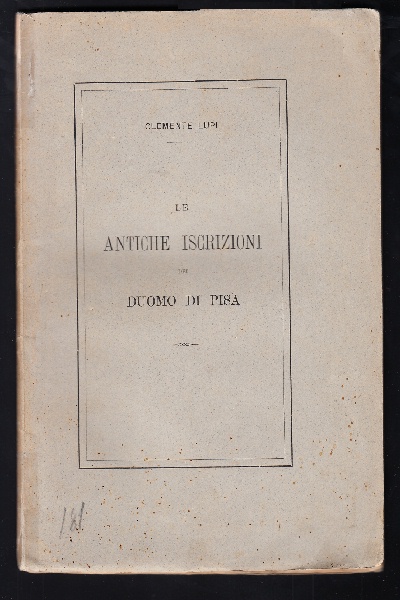 CLEMENTE LUPI
LE
ANTICHE ISCRIZIONI
DEL
DUOMO DI PISA